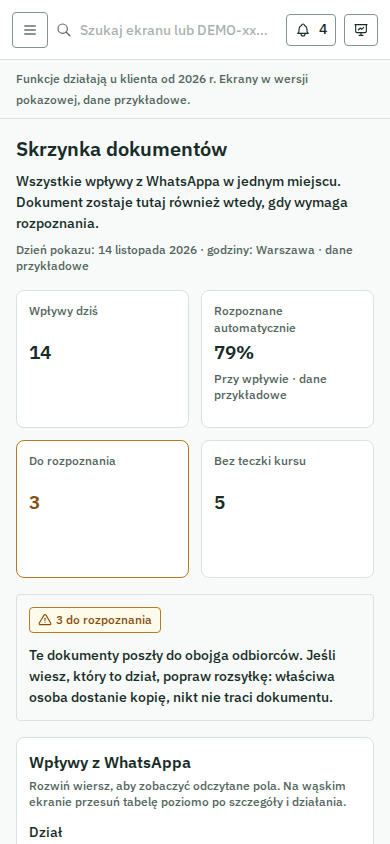 Szukaj ekranu lub DEMO-xx...
4
Funkcje działają u klienta od 2026 r. Ekrany w wersji
pokazowej, dane przykładowe.
Skrzynka dokumentów
Wszystkie wpływy z WhatsAppa w jednym miejscu.
Dokument zostaje tutaj również wtedy, gdy wymaga
rozpoznania.
Dzień pokazu: 14 listopada 2026 · godziny: Warszawa · dane
przykładowe
Wpływy dziś
14
Rozpoznane
automatycznie
79%
Przy wpływie · dane
przykładowe
Do rozpoznania
3
Bez teczki kursu
5
3 do rozpoznania
Te dokumenty poszły do obojga odbiorców. Jeśli
wiesz, który to dział, popraw rozsyłkę: właściwa
osoba dostanie kopię, nikt nie traci dokumentu.
Wpływy z WhatsAppa
Rozwiń wiersz, aby zobaczyć odczytane pola. Na wąskim
ekranie przesuń tabelę poziomo po szczegóły i działania.
Dział